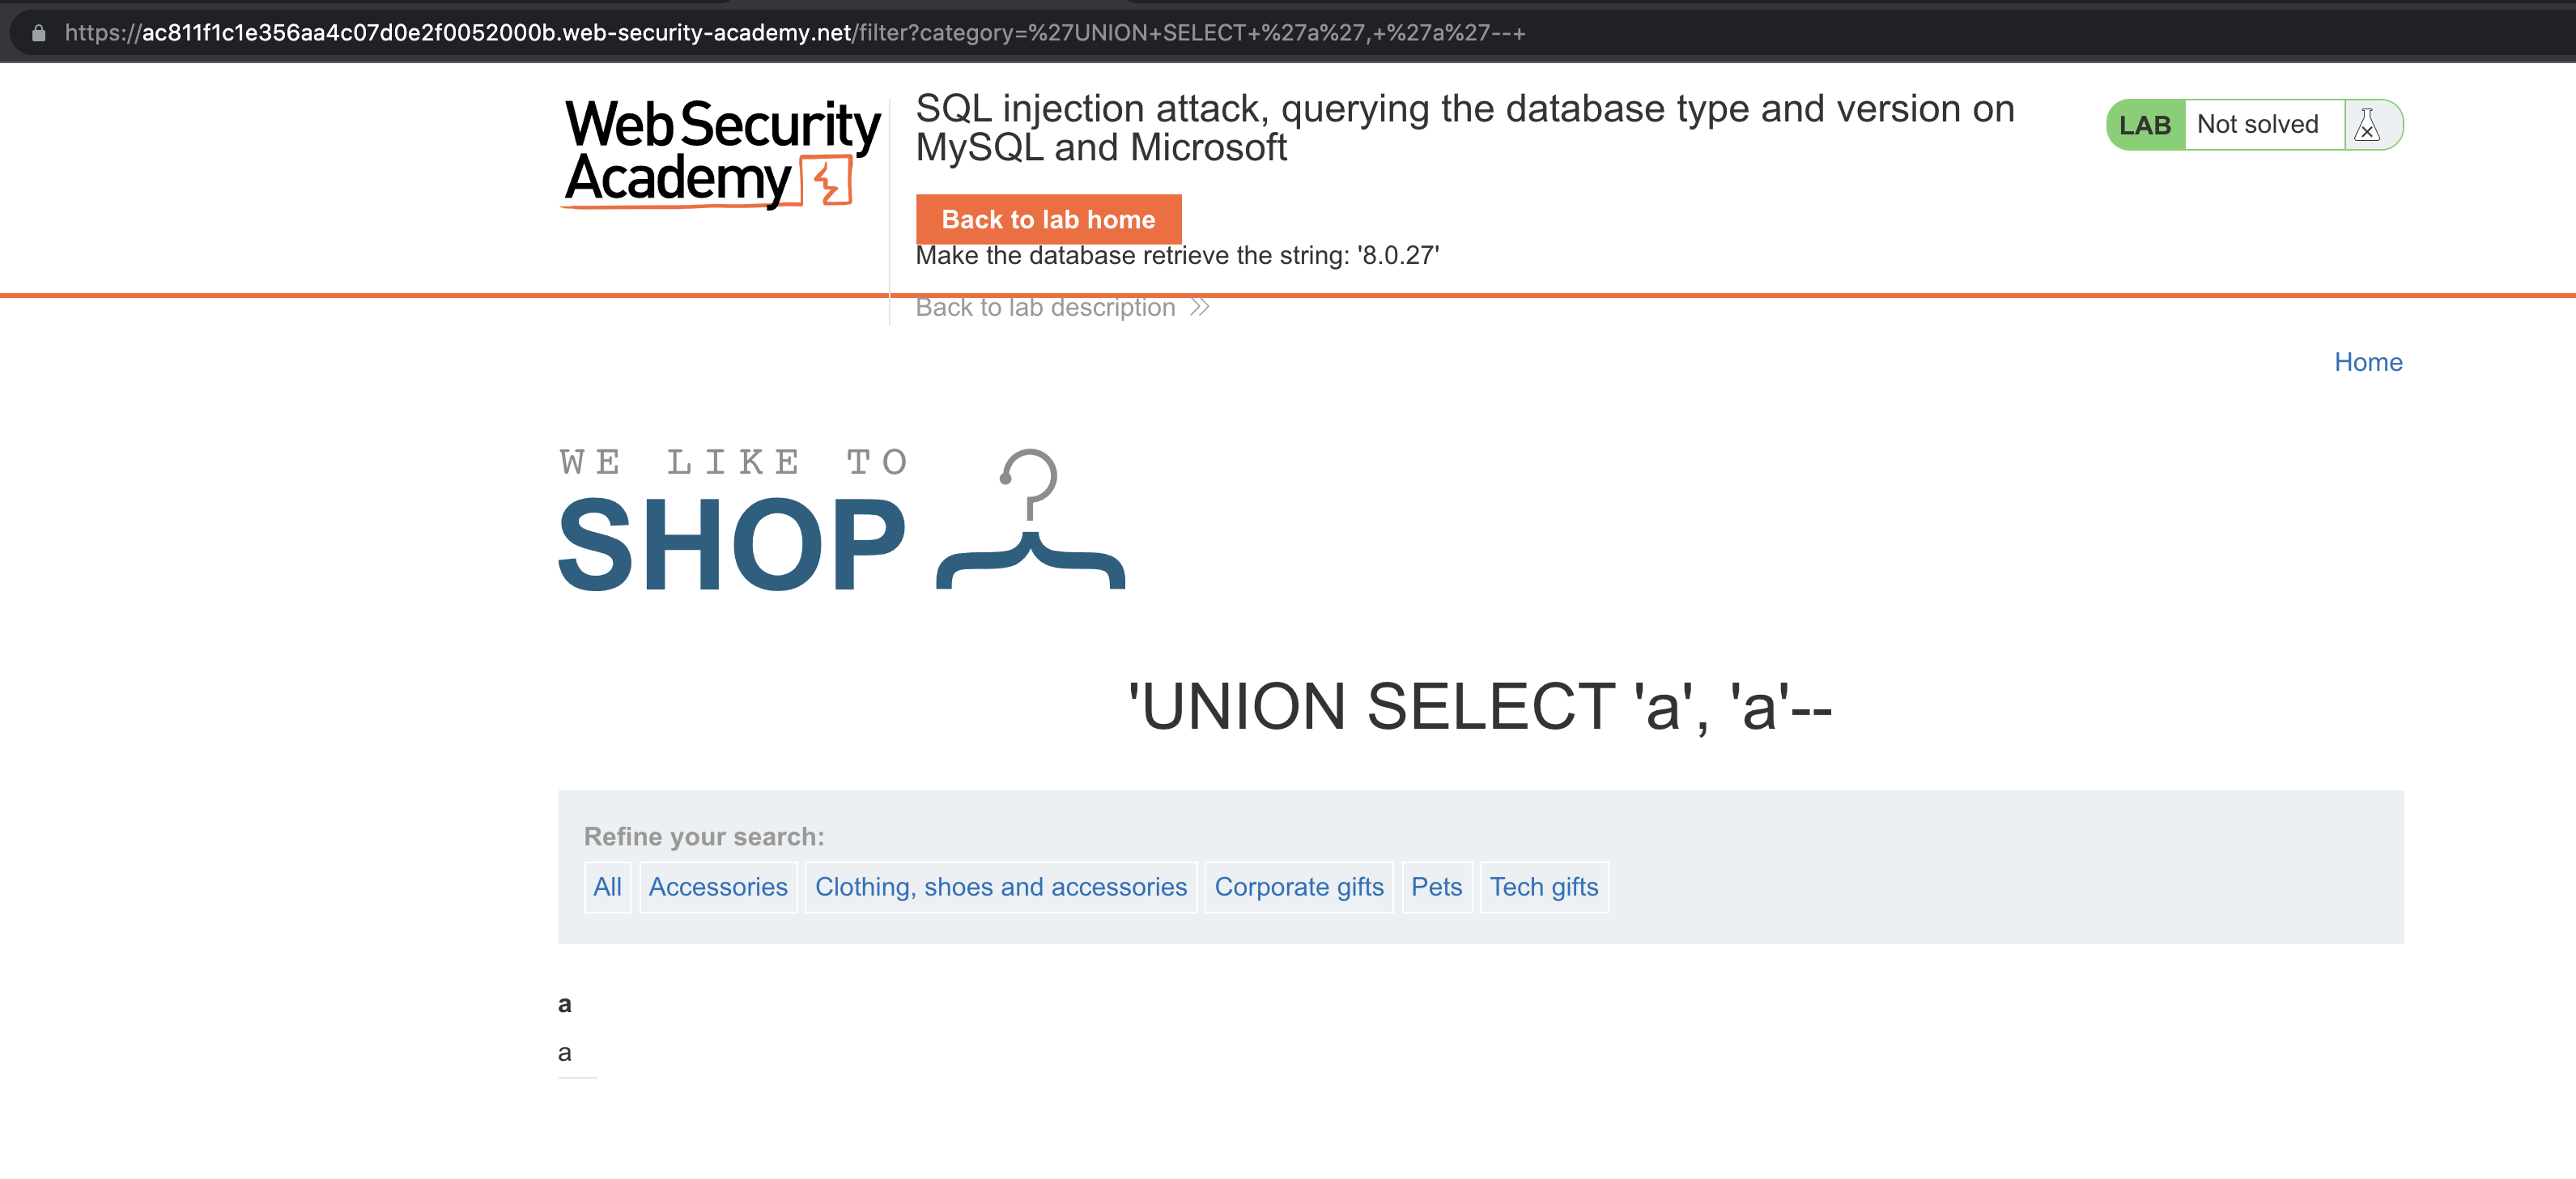 https://ac811f1c1e356aa4c07d0e2f0052000b.web-security-academy.net/filter?category=%27UNION+SELECT+%27a%27,+%27a%27--+
WebSecurity
Academy
SQL injection attack, querying the database type and version on
MySQL and Microsoft
LAB Not solved
Back to lab home
Make the database retrieve the string: '8.0.27'
Back to lab description
Home
WE LIKE TO
SHOP
'UNION SELECT 'a', 'a'--
Refine your search:
All Accessories Clothing, shoes and accessories Corporate gifts Pets Tech gifts
a
a